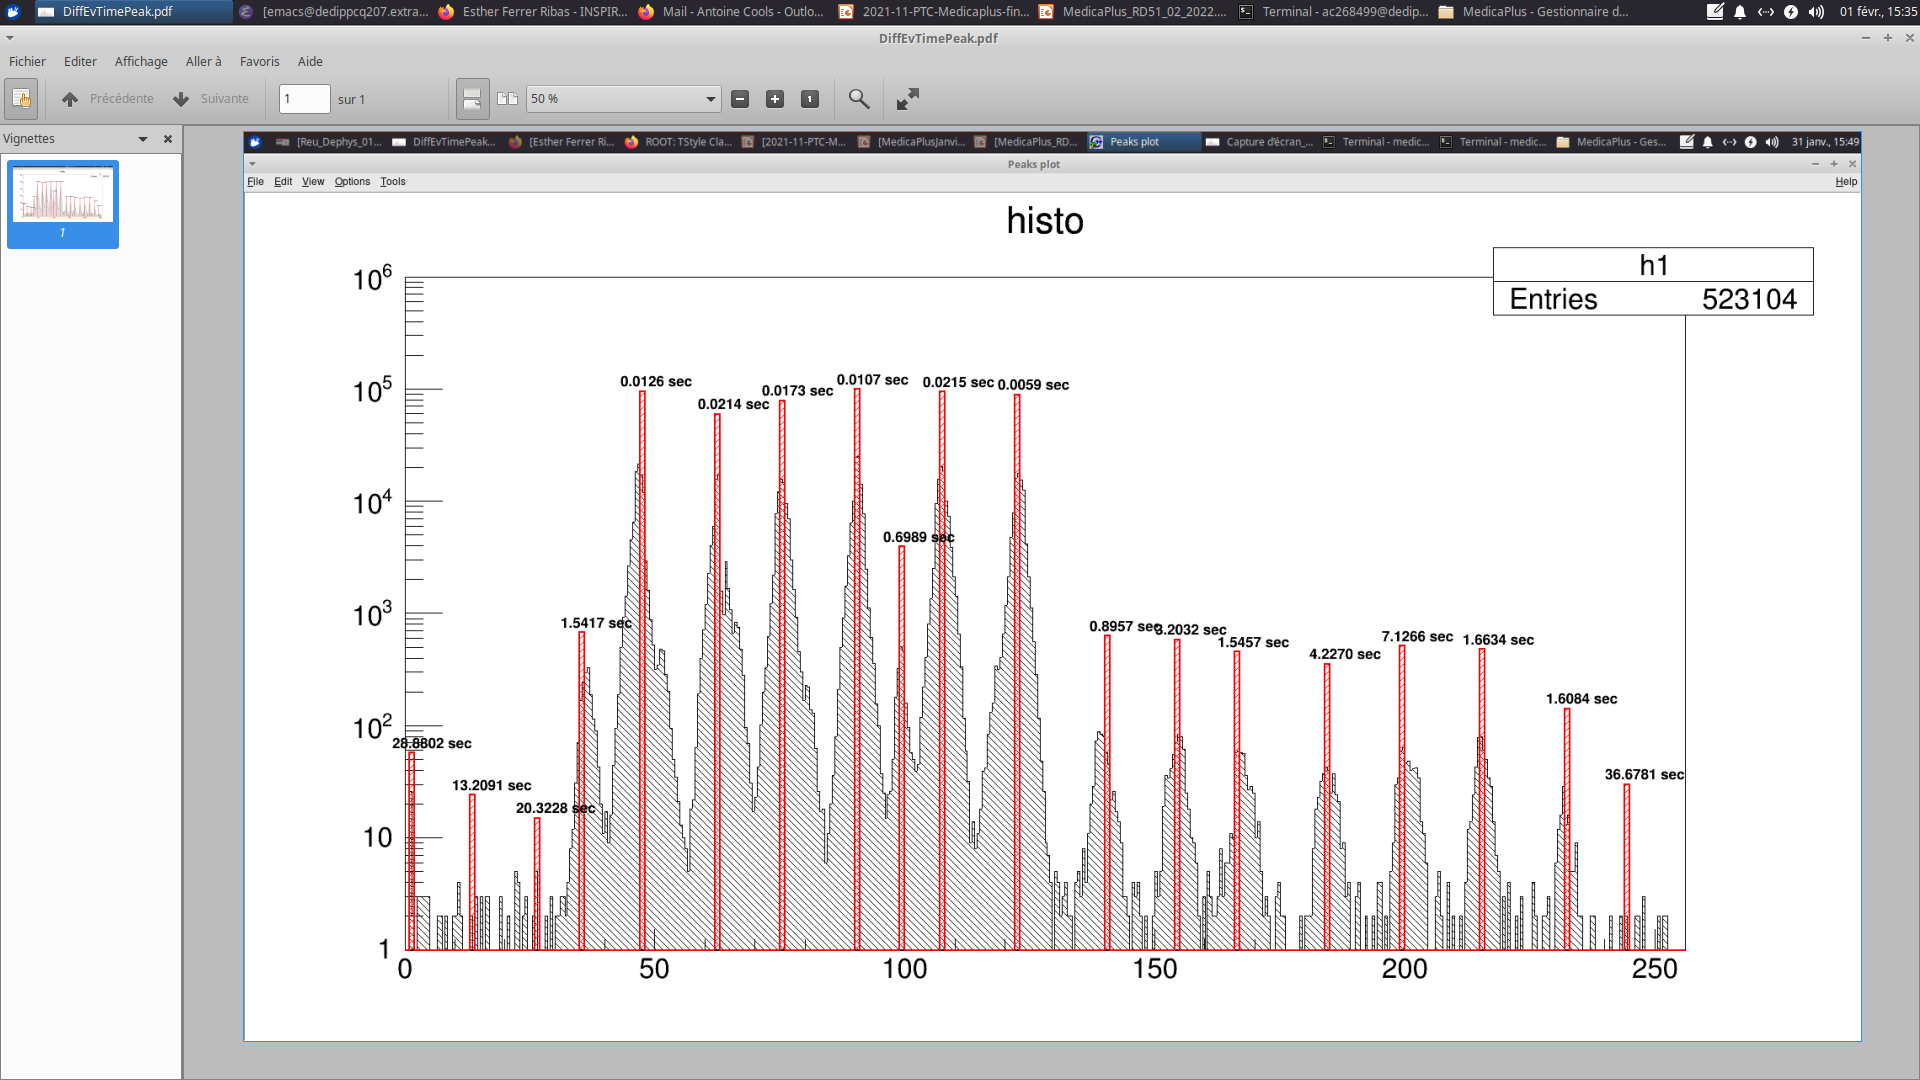 DiffEvTimePeak.pdf [emacs@dedippcq207.extra... Esther Ferrer Ribas - INSPIR... Mail - Antoine Cools - Outlo... 2021-11-PTC-Medicaplus-fin... MedicaPlus_RD51_02_2022.... Terminal - ac268499@dedip... MedicaPlus - Gestionnaire d... 01 févr., 15:35
DiffEvTimePeak.pdf
Fichier Editer Affichage Aller à Favoris Aide
Précédente Suivante 1 sur 1 50 % 1
Vignettes
1
[Reu_Dephys_01... DiffEvTimePeak... [Esther Ferrer Ri... ROOT: TStyle Cla... [2021-11-PTC-M... [MedicaPlusJanvi... [MedicaPlus_RD... Peaks plot Capture d'écran_... Terminal - medic... Terminal - medic... MedicaPlus - Ges... 31 janv., 15:49
Peaks plot
File Edit View Options Tools Help
histo
h1
Entries 523104
10^6
10^5
10^4
10^3
10^2
10
1
0.0126 sec
0.0214 sec
0.0173 sec
0.0107 sec
0.0215 sec
0.0059 sec
0.6989 sec
1.5417 sec
28.8802 sec
13.2091 sec
20.3228 sec
0.8957 sec
3.2032 sec
1.5457 sec
4.2270 sec
7.1266 sec
1.6634 sec
1.6084 sec
36.6781 sec
0 50 100 150 200 250